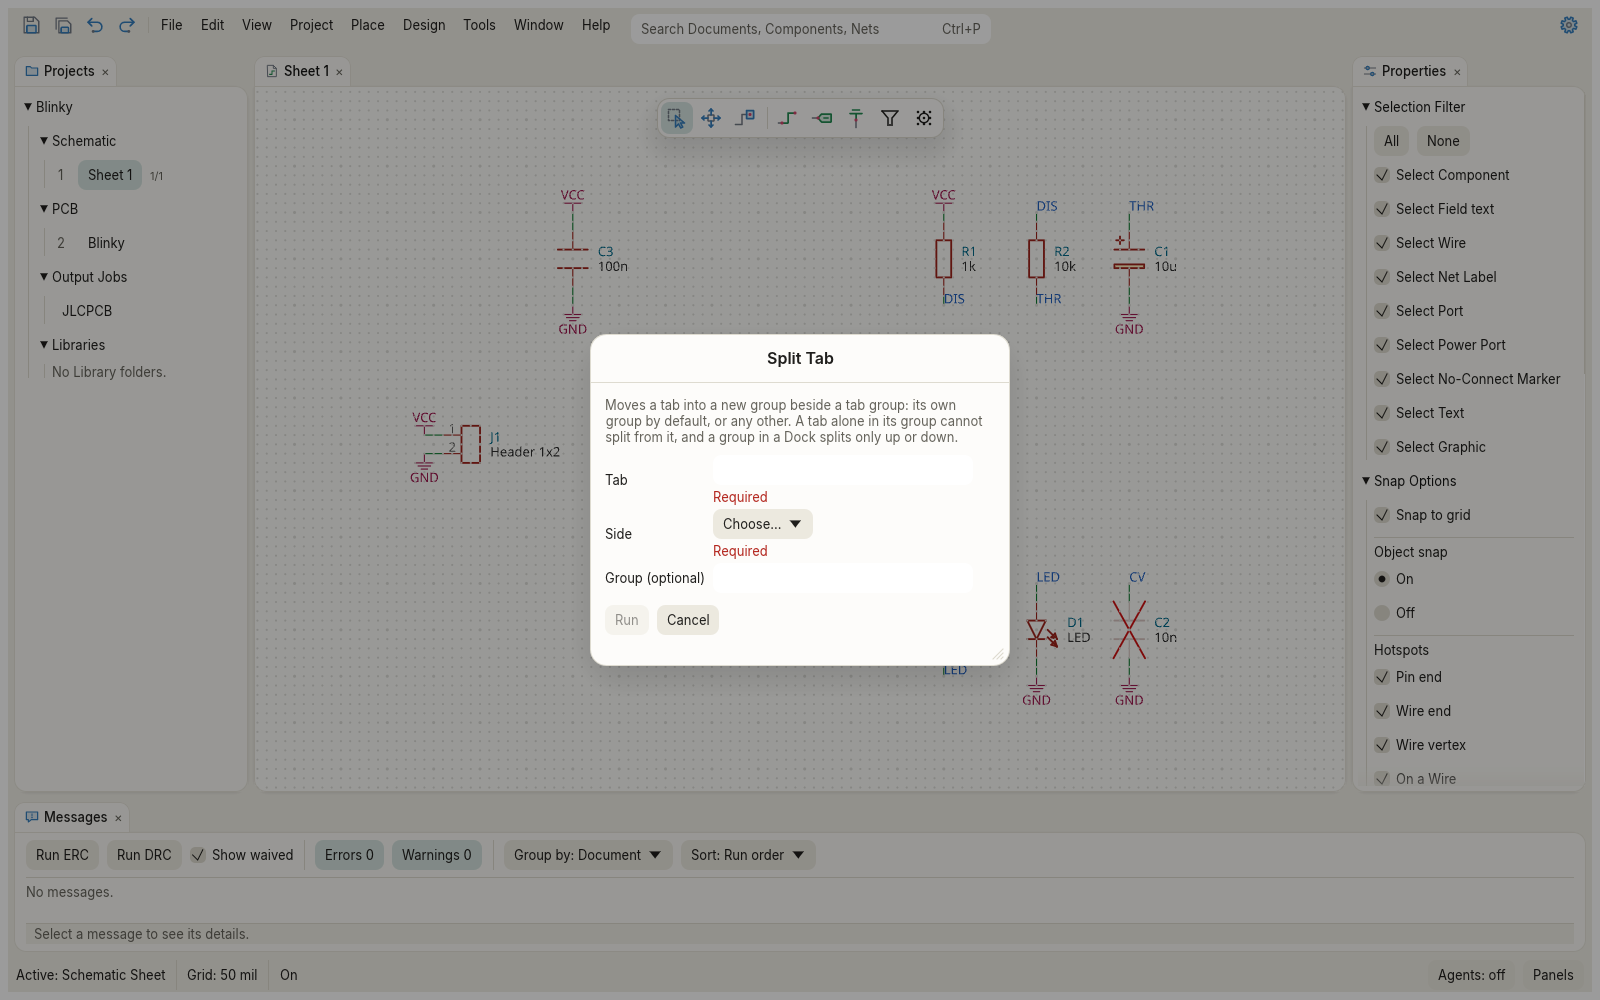 File Edit View Project Place Design Tools Window Help
Search Documents, Components, Nets Ctrl+P
Projects ×
Blinky
Schematic
1 Sheet 1 1/1
PCB
2 Blinky
Output Jobs
JLCPCB
Libraries
No Library folders.
Sheet 1 ×
VCC
C3
100n
GND
VCC
R1
1k
DIS
DIS
R2
10k
THR
THR
C1
10u
GND
VCC
1
2
J1
Header 1x2
GND
LED
D1
LED
GND
CV
C2
10n
GND
LED
Split Tab
Moves a tab into a new group beside a tab group: its own
group by default, or any other. A tab alone in its group cannot
split from it, and a group in a Dock splits only up or down.
Tab
Required
Side Choose...
Required
Group (optional)
Run Cancel
Properties ×
Selection Filter
All None
Select Component
Select Field text
Select Wire
Select Net Label
Select Port
Select Power Port
Select No-Connect Marker
Select Text
Select Graphic
Snap Options
Snap to grid
Object snap
On
Off
Hotspots
Pin end
Wire end
Wire vertex
On a Wire
Messages ×
Run ERC Run DRC Show waived Errors 0 Warnings 0 Group by: Document Sort: Run order
No messages.
Select a message to see its details.
Active: Schematic Sheet Grid: 50 mil On Agents: off Panels